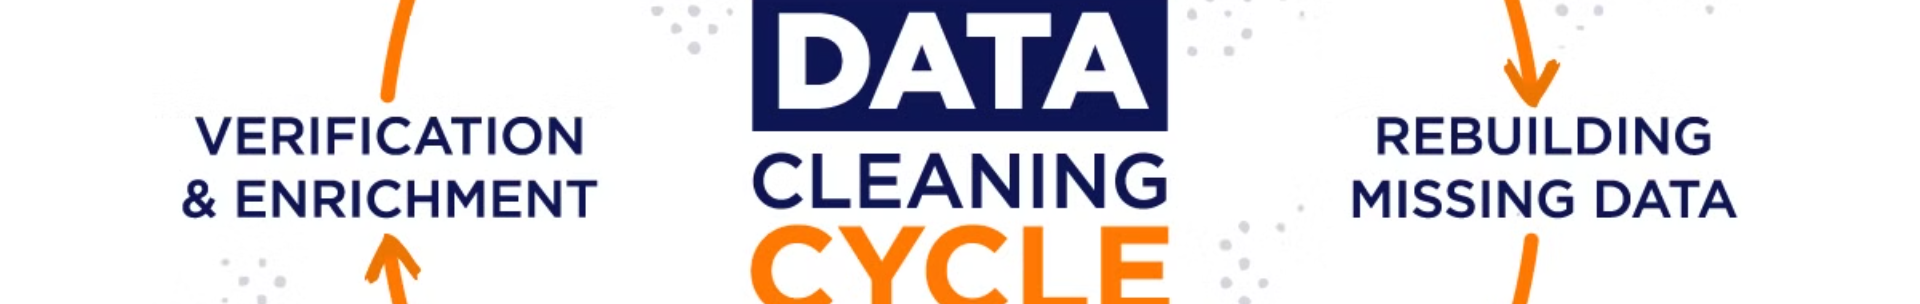 VERIFICATION
& ENRICHMENT
DATA
CLEANING
CYCLE
REBUILDING
MISSING DATA